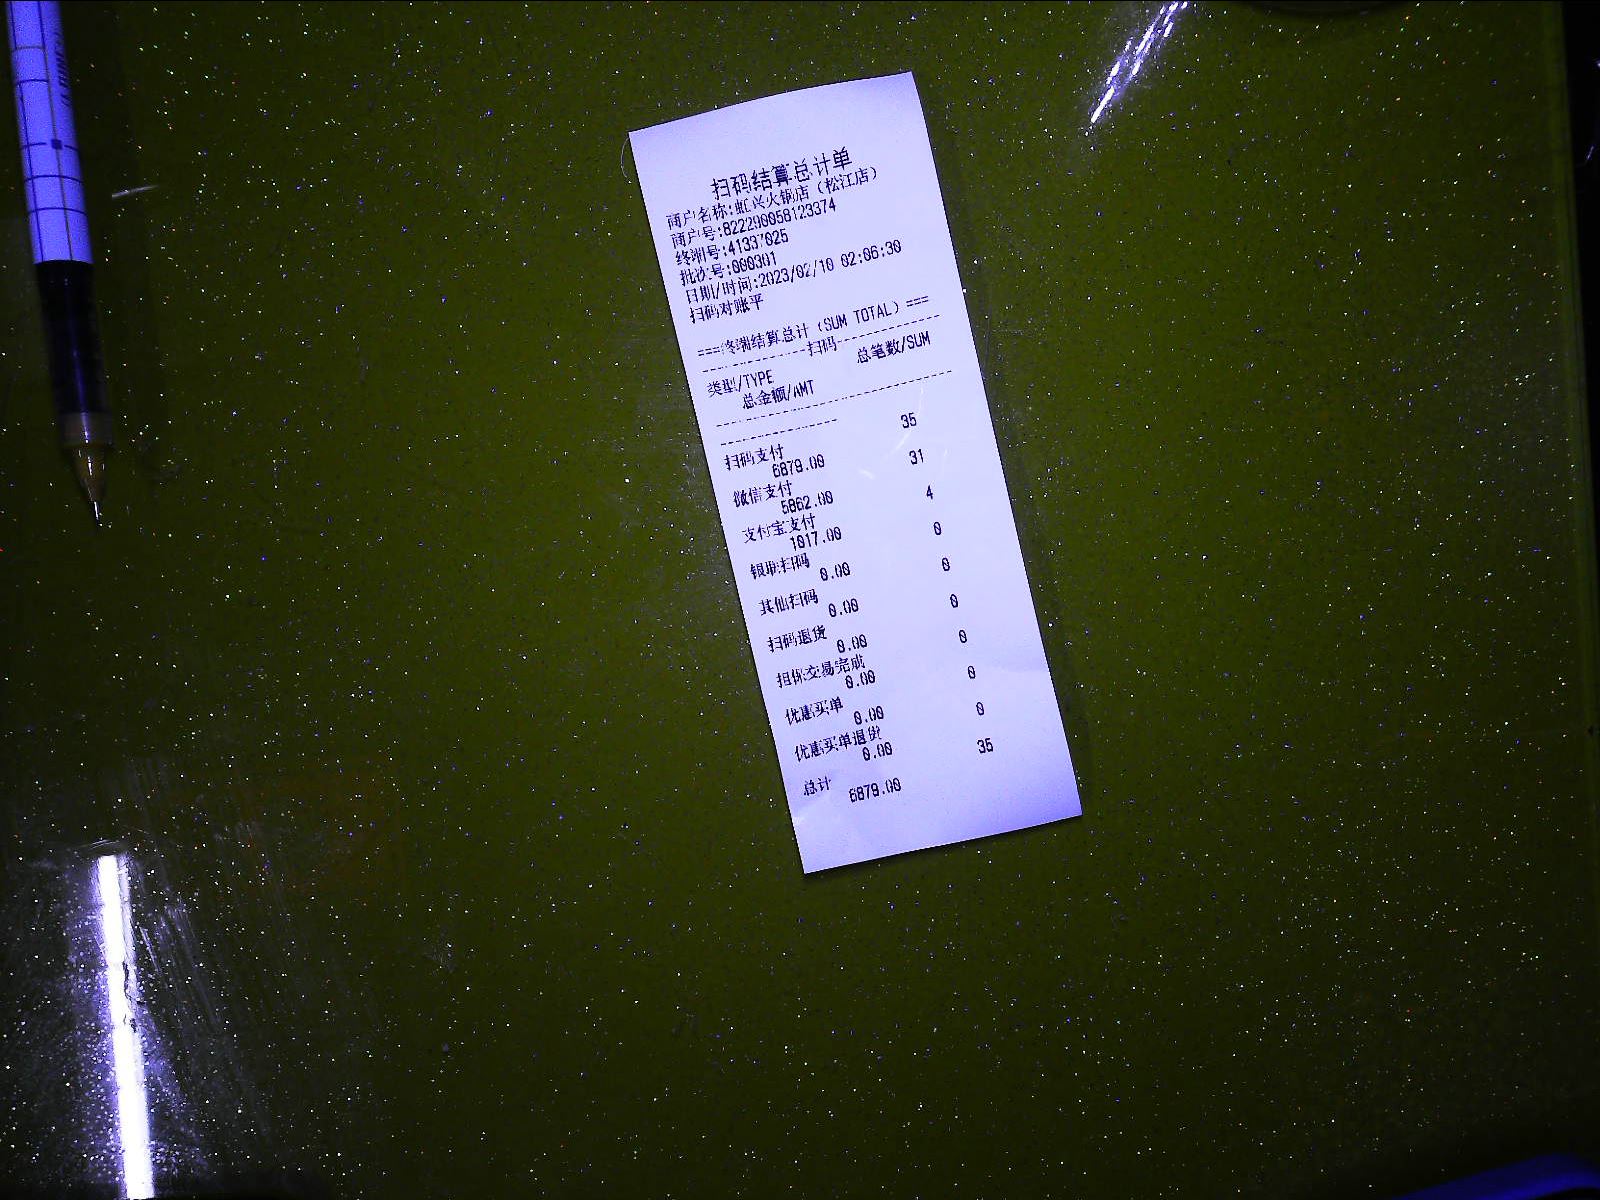 扫码结算总计单
商户名称:虹兴火锅店（松江店）
商户号:822290058123374
终端号:41337025
批次号:000301
日期/时间:2023/02/10 02:06:30
扫码对账平
===终端结算总计（SUM TOTAL）===
------------扫码------------
类型/TYPE 总笔数/SUM
总金额/AMT
扫码支付 35
6879.00
微信支付 31
5862.00
支付宝支付 4
1017.00
银联扫码 0
0.00
其他扫码 0
0.00
扫码退货 0
0.00
担保交易完成 0
0.00
优惠买单 0
0.00
优惠买单退货 0
0.00
总计 35
6879.00